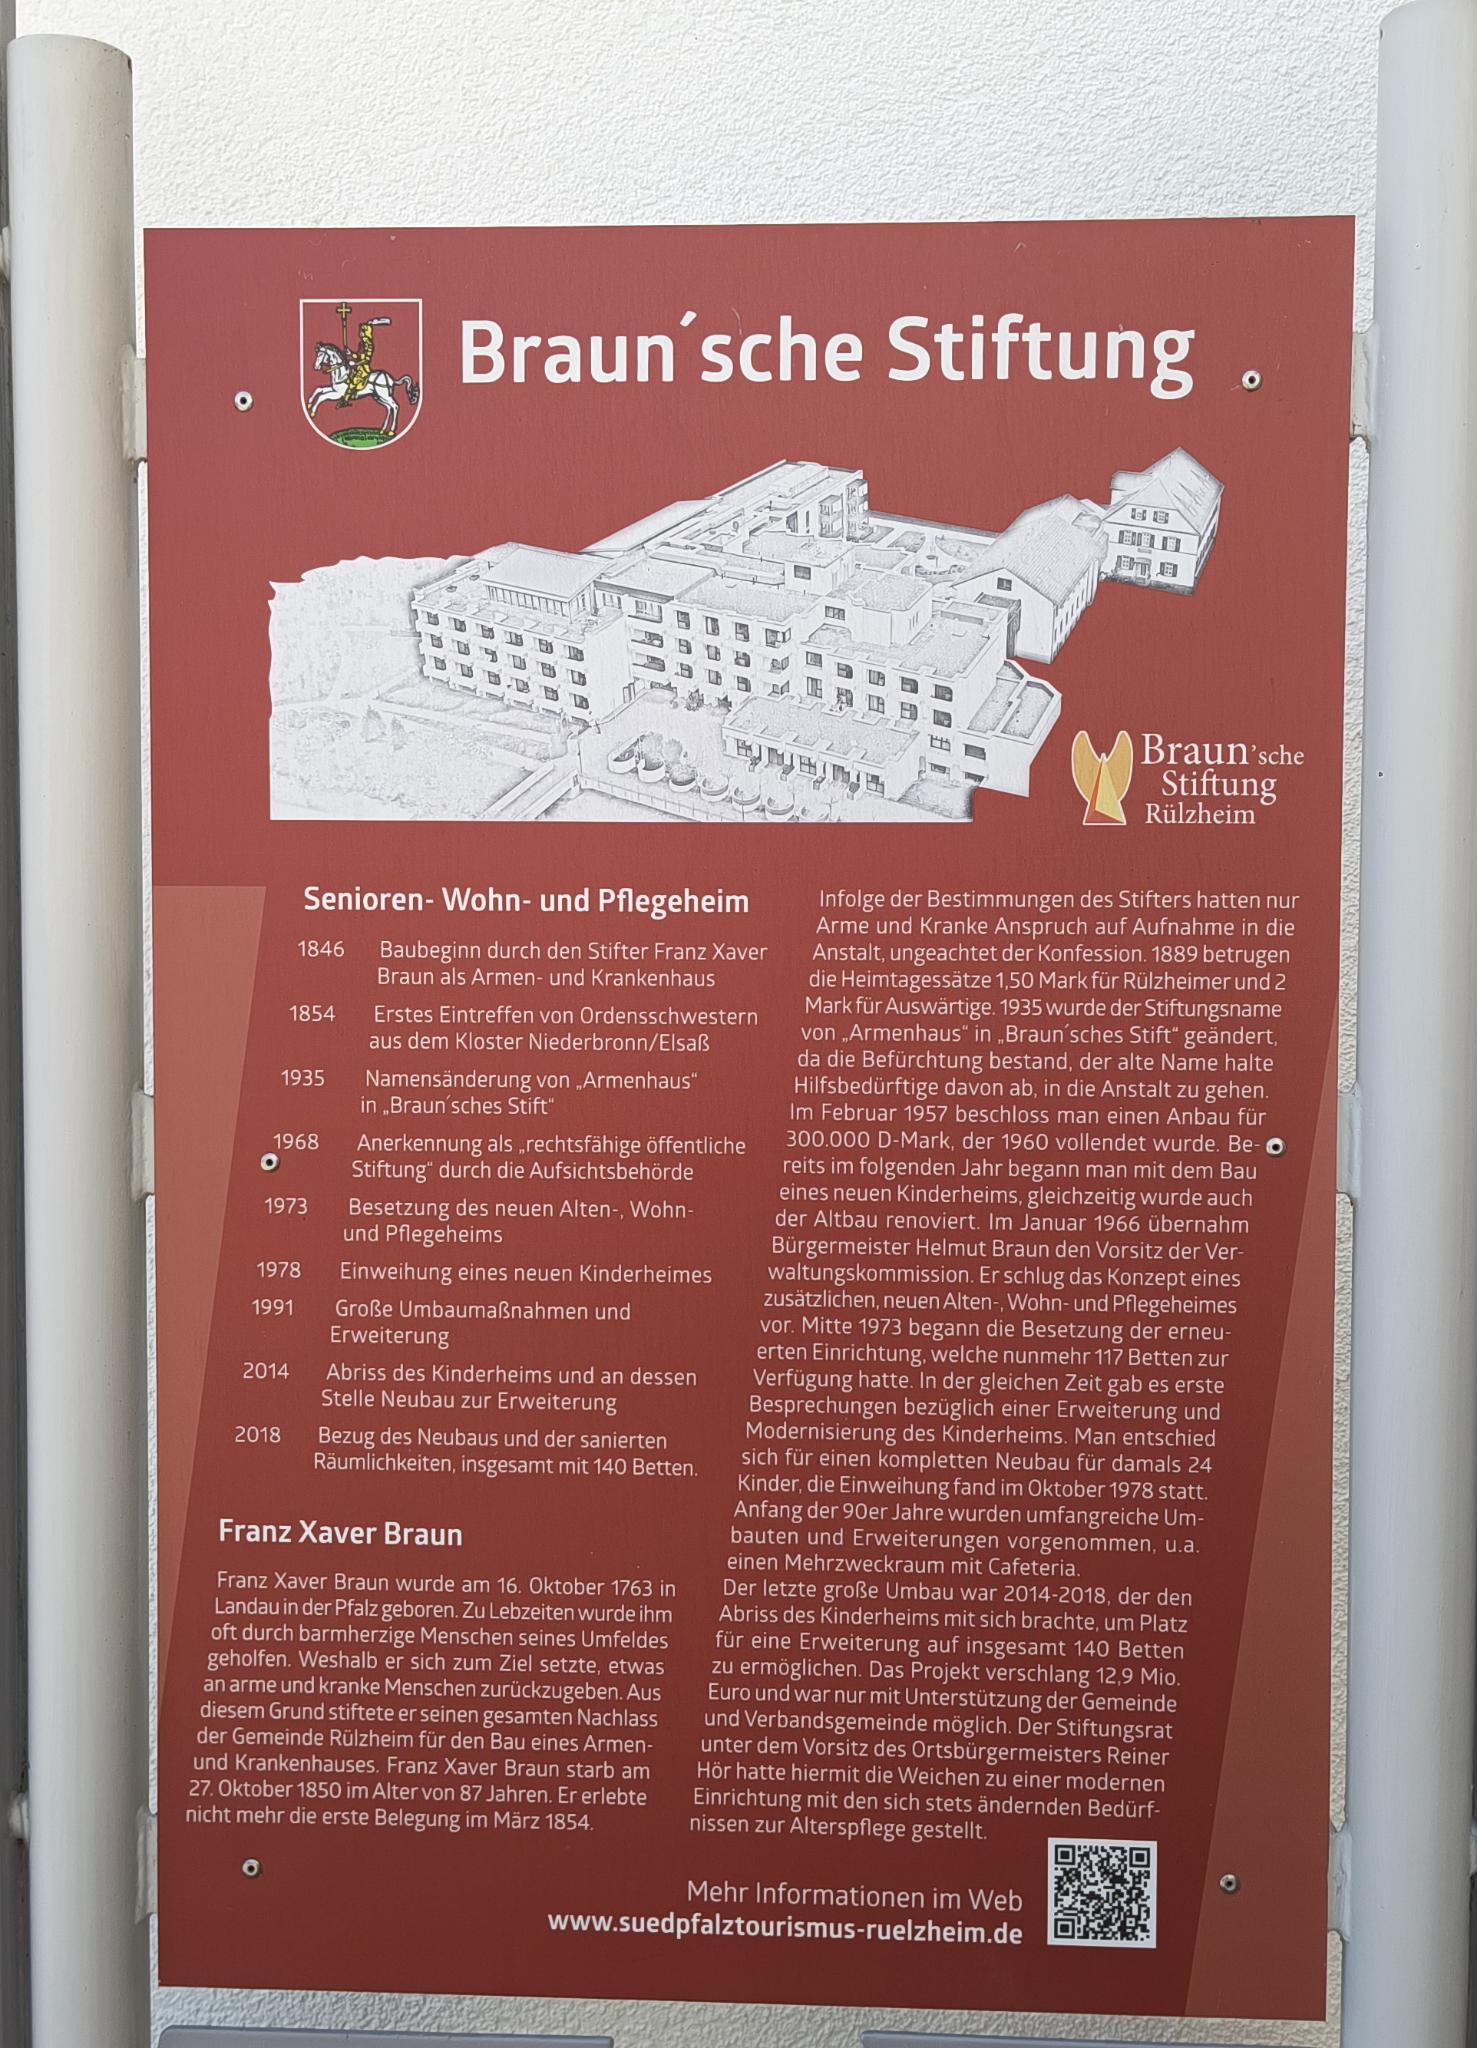 Braun´sche Stiftung
Braun’sche
Stiftung
Rülzheim
Senioren- Wohn- und Pflegeheim
1846 Baubeginn durch den Stifter Franz Xaver
Braun als Armen- und Krankenhaus
1854 Erstes Eintreffen von Ordensschwestern
aus dem Kloster Niederbronn/Elsaß
1935 Namensänderung von „Armenhaus“
in „Braun´sches Stift“
1968 Anerkennung als „rechtsfähige öffentliche
Stiftung“ durch die Aufsichtsbehörde
1973 Besetzung des neuen Alten-, Wohn-
und Pflegeheims
1978 Einweihung eines neuen Kinderheimes
1991 Große Umbaumaßnahmen und
Erweiterung
2014 Abriss des Kinderheims und an dessen
Stelle Neubau zur Erweiterung
2018 Bezug des Neubaus und der sanierten
Räumlichkeiten, insgesamt mit 140 Betten.
Franz Xaver Braun
Franz Xaver Braun wurde am 16. Oktober 1763 in
Landau in der Pfalz geboren. Zu Lebzeiten wurde ihm
oft durch barmherzige Menschen seines Umfeldes
geholfen. Weshalb er sich zum Ziel setzte, etwas
an arme und kranke Menschen zurückzugeben. Aus
diesem Grund stiftete er seinen gesamten Nachlass
der Gemeinde Rülzheim für den Bau eines Armen-
und Krankenhauses. Franz Xaver Braun starb am
27. Oktober 1850 im Alter von 87 Jahren. Er erlebte
nicht mehr die erste Belegung im März 1854.
Infolge der Bestimmungen des Stifters hatten nur
Arme und Kranke Anspruch auf Aufnahme in die
Anstalt, ungeachtet der Konfession. 1889 betrugen
die Heimtagessätze 1,50 Mark für Rülzheimer und 2
Mark für Auswärtige. 1935 wurde der Stiftungsname
von „Armenhaus“ in „Braun´sches Stift“ geändert,
da die Befürchtung bestand, der alte Name halte
Hilfsbedürftige davon ab, in die Anstalt zu gehen.
Im Februar 1957 beschloss man einen Anbau für
300.000 D-Mark, der 1960 vollendet wurde. Be-
reits im folgenden Jahr begann man mit dem Bau
eines neuen Kinderheims, gleichzeitig wurde auch
der Altbau renoviert. Im Januar 1966 übernahm
Bürgermeister Helmut Braun den Vorsitz der Ver-
waltungskommission. Er schlug das Konzept eines
zusätzlichen, neuen Alten-, Wohn- und Pflegeheimes
vor. Mitte 1973 begann die Besetzung der erneu-
erten Einrichtung, welche nunmehr 117 Betten zur
Verfügung hatte. In der gleichen Zeit gab es erste
Besprechungen bezüglich einer Erweiterung und
Modernisierung des Kinderheims. Man entschied
sich für einen kompletten Neubau für damals 24
Kinder, die Einweihung fand im Oktober 1978 statt.
Anfang der 90er Jahre wurden umfangreiche Um-
bauten und Erweiterungen vorgenommen, u.a.
einen Mehrzweckraum mit Cafeteria.
Der letzte große Umbau war 2014-2018, der den
Abriss des Kinderheims mit sich brachte, um Platz
für eine Erweiterung auf insgesamt 140 Betten
zu ermöglichen. Das Projekt verschlang 12,9 Mio.
Euro und war nur mit Unterstützung der Gemeinde
und Verbandsgemeinde möglich. Der Stiftungsrat
unter dem Vorsitz des Ortsbürgermeisters Reiner
Hör hatte hiermit die Weichen zu einer modernen
Einrichtung mit den sich stets ändernden Bedürf-
nissen zur Alterspflege gestellt.
Mehr Informationen im Web
www.suedpfalztourismus-ruelzheim.de